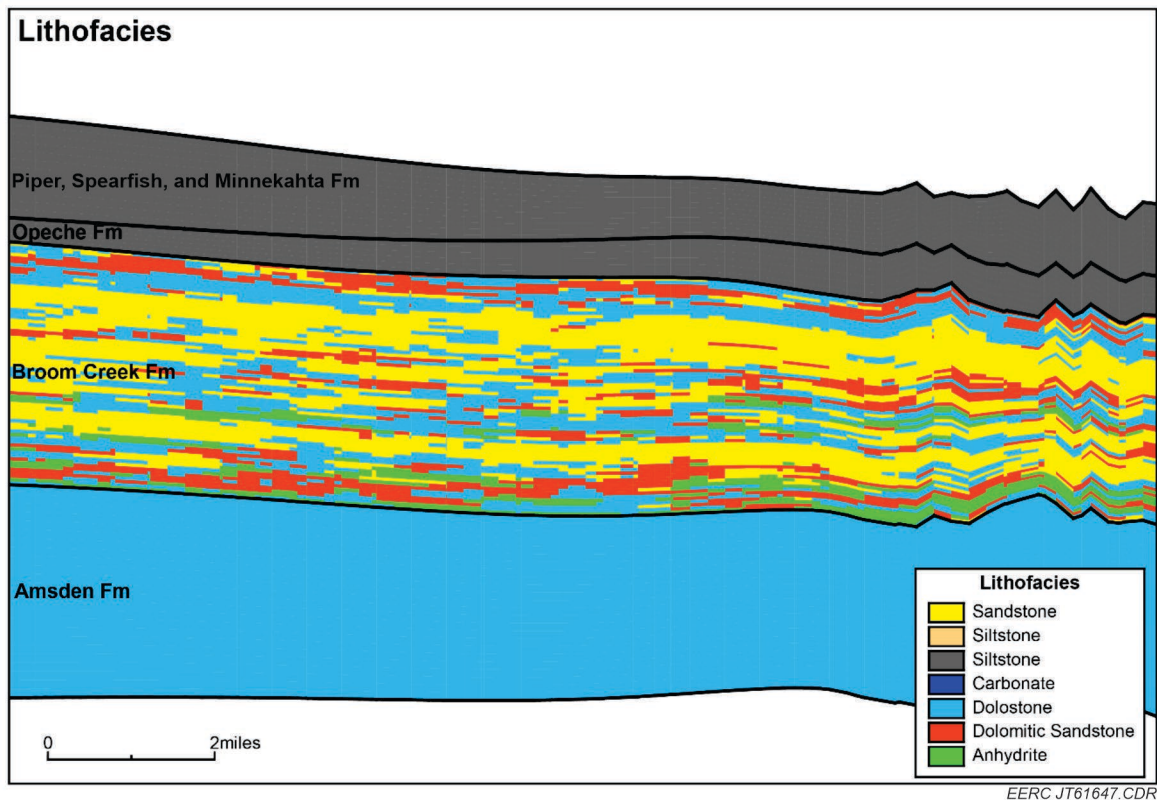 Lithofacies
Piper, Spearfish, and Minnekahta Fm
Opeche Fm
Broom Creek Fm
Amsden Fm
Lithofacies
Sandstone
Siltstone
Siltstone
Carbonate
Dolostone
Dolomitic Sandstone
Anhydrite
0 2miles
EERC JT61647.CDR